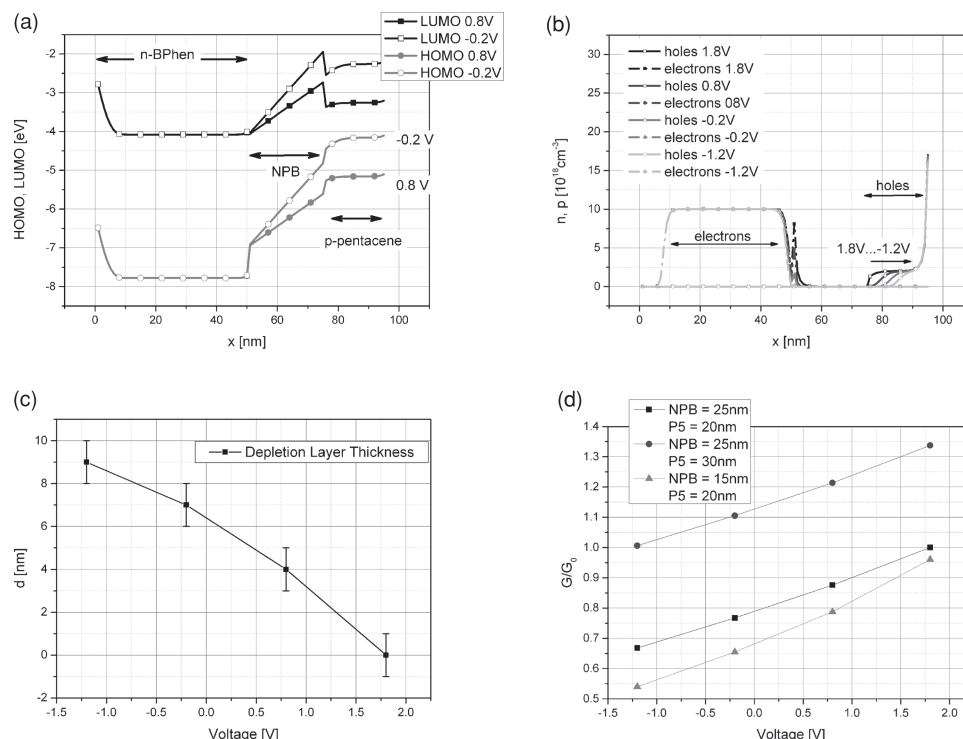 (a)
LUMO 0.8V
LUMO -0.2V
HOMO 0.8V
HOMO -0.2V
n-BPhen
NPB
-0.2 V
0.8 V
p-pentacene
HOMO, LUMO [eV]
-2
-3
-4
-5
-6
-7
-8
0 20 40 60 80 100
x [nm]
(b)
holes 1.8V
electrons 1.8V
holes 0.8V
electrons 08V
holes -0.2V
electrons -0.2V
holes -1.2V
electrons -1.2V
holes
electrons
1.8V...-1.2V
n, p [10^18 cm^-3]
30
25
20
15
10
5
0
0 20 40 60 80 100
x [nm]
(c)
Depletion Layer Thickness
d [nm]
10
8
6
4
2
0
-2
-1.5 -1.0 -0.5 0.0 0.5 1.0 1.5 2.0
Voltage [V]
(d)
NPB = 25nm
P5 = 20nm
NPB = 25nm
P5 = 30nm
NPB = 15nm
P5 = 20nm
G/G0
1.4
1.3
1.2
1.1
1.0
0.9
0.8
0.7
0.6
0.5
-1.5 -1.0 -0.5 0.0 0.5 1.0 1.5 2.0
Voltage [V]